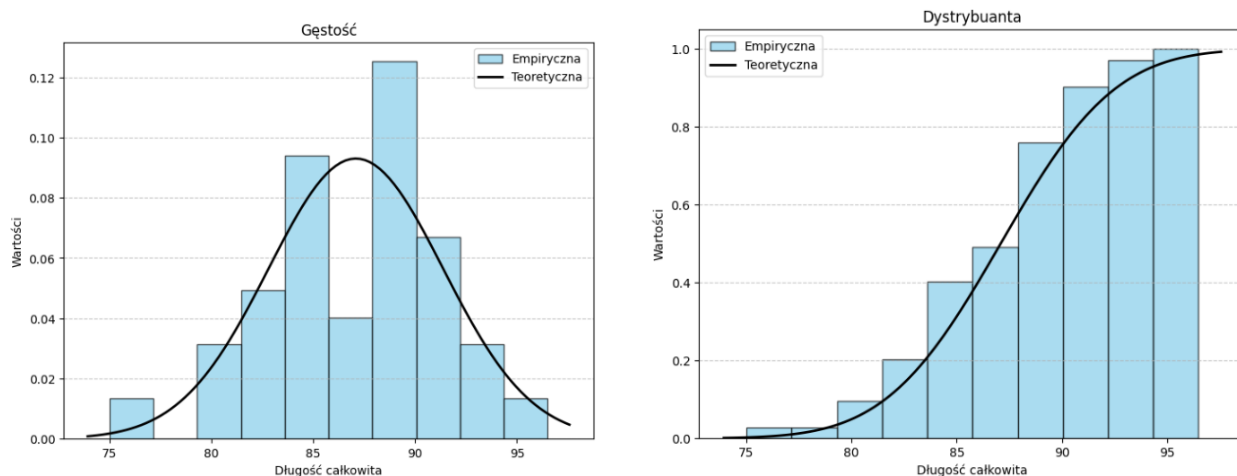 Gęstość
Empiryczna
Teoretyczna
Wartości
0.12
0.10
0.08
0.06
0.04
0.02
0.00
75
80
85
90
95
Długość całkowita
Dystrybuanta
Empiryczna
Teoretyczna
Wartości
1.0
0.8
0.6
0.4
0.2
0.0
75
80
85
90
95
Długość całkowita